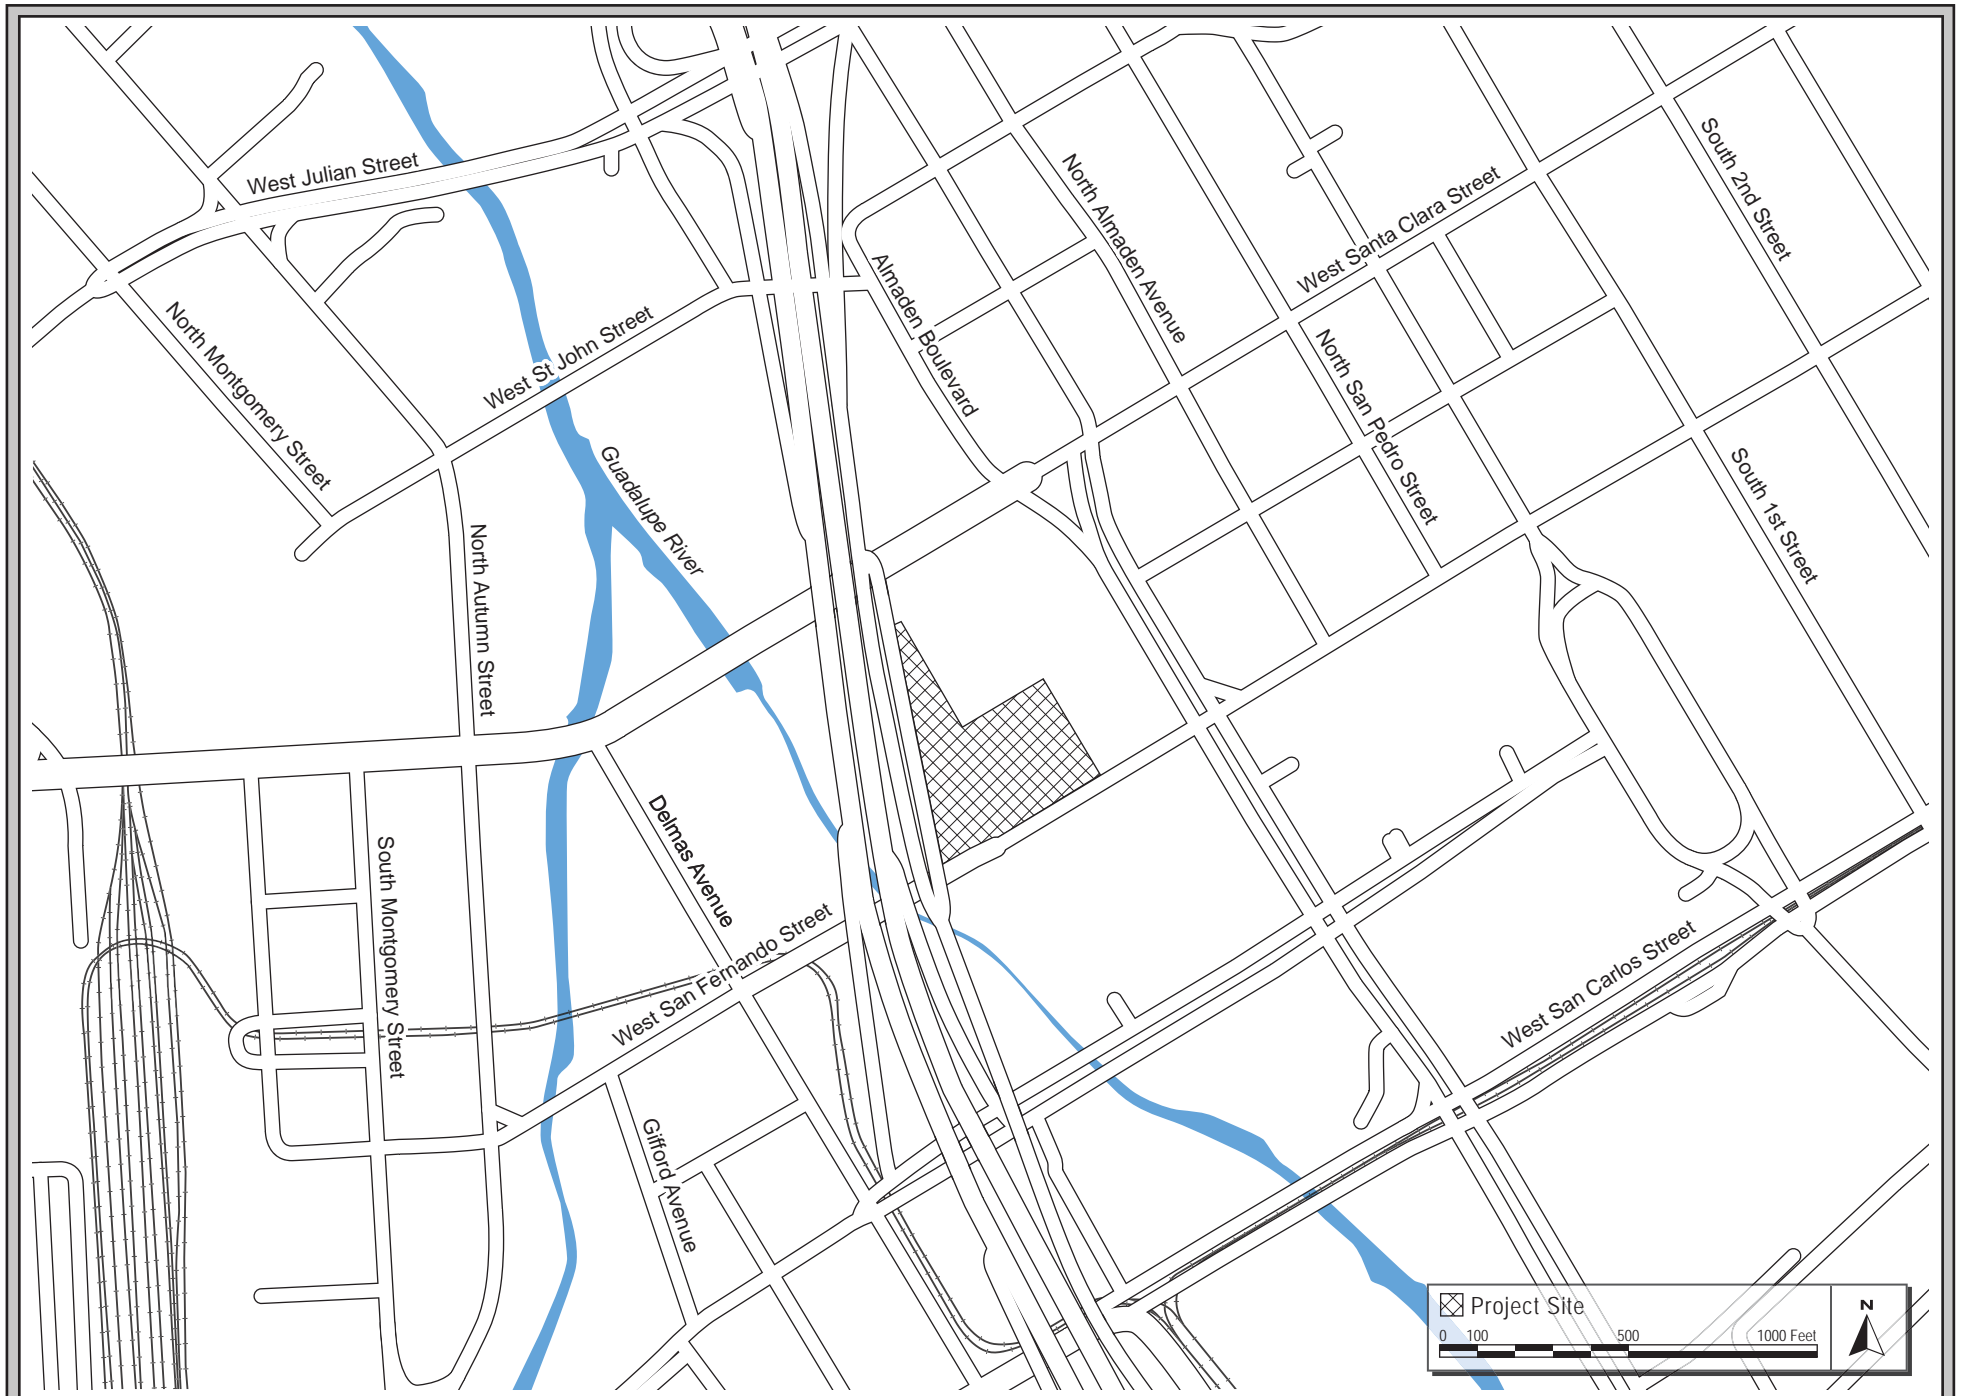 West Julian Street
South 2nd Street
North Almaden Avenue
West Santa Clara Street
Almaden Boulevard
North Montgomery Street
West St John Street
North San Pedro Street
Guadalupe River
South 1st Street
North Autumn Street
Delmas Avenue
South Montgomery Street
West San Fernando Street
West San Carlos Street
Gifford Avenue
Project Site
0 100 500 1000 Feet
N